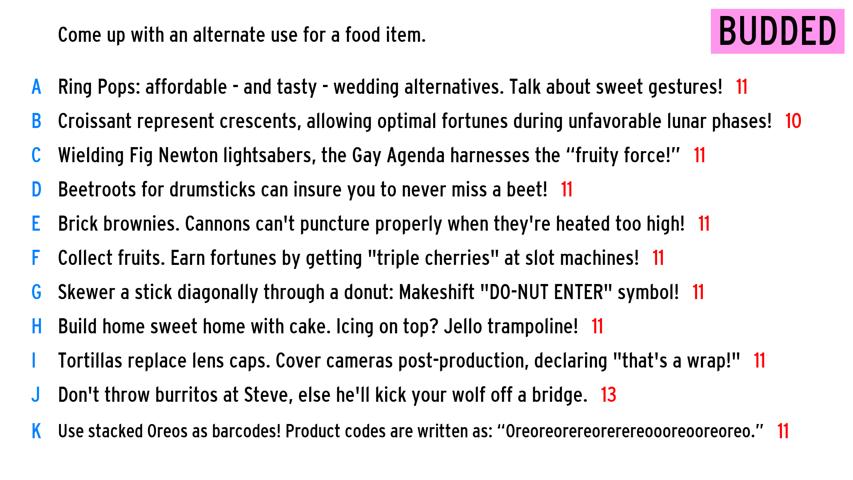 Come up with an alternate use for a food item.
BUDDED
A Ring Pops: affordable - and tasty - wedding alternatives. Talk about sweet gestures! 11
B Croissant represent crescents, allowing optimal fortunes during unfavorable lunar phases! 10
C Wielding Fig Newton lightsabers, the Gay Agenda harnesses the “fruity force!” 11
D Beetroots for drumsticks can insure you to never miss a beet! 11
E Brick brownies. Cannons can't puncture properly when they're heated too high! 11
F Collect fruits. Earn fortunes by getting "triple cherries" at slot machines! 11
G Skewer a stick diagonally through a donut: Makeshift "DO-NUT ENTER" symbol! 11
H Build home sweet home with cake. Icing on top? Jello trampoline! 11
I Tortillas replace lens caps. Cover cameras post-production, declaring "that's a wrap!" 11
J Don't throw burritos at Steve, else he'll kick your wolf off a bridge. 13
K Use stacked Oreos as barcodes! Product codes are written as: “Oreoreorereorerereoooreooreoreo.” 11